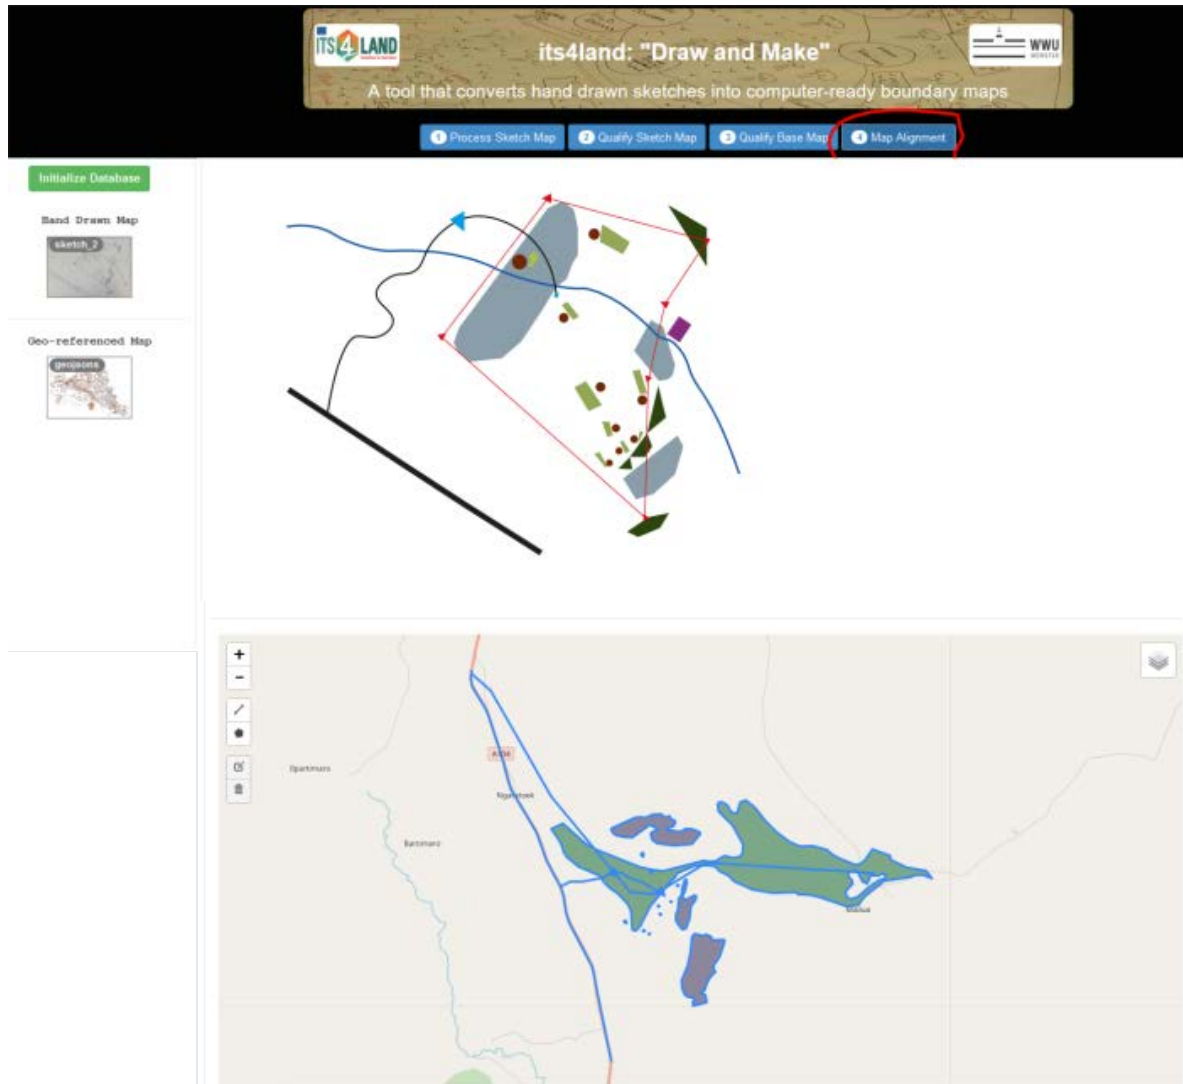 ITS4LAND
its4land: "Draw and Make"
WWU
MÜNSTER
A tool that converts hand drawn sketches into computer-ready boundary maps
1 Process Sketch Map
2 Qualify Sketch Map
3 Qualify Base Map
4 Map Alignment
Initialize Database
Hand Drawn Map
sketch_2
Geo-referenced Map
geojsons
+
−
Bartimaro